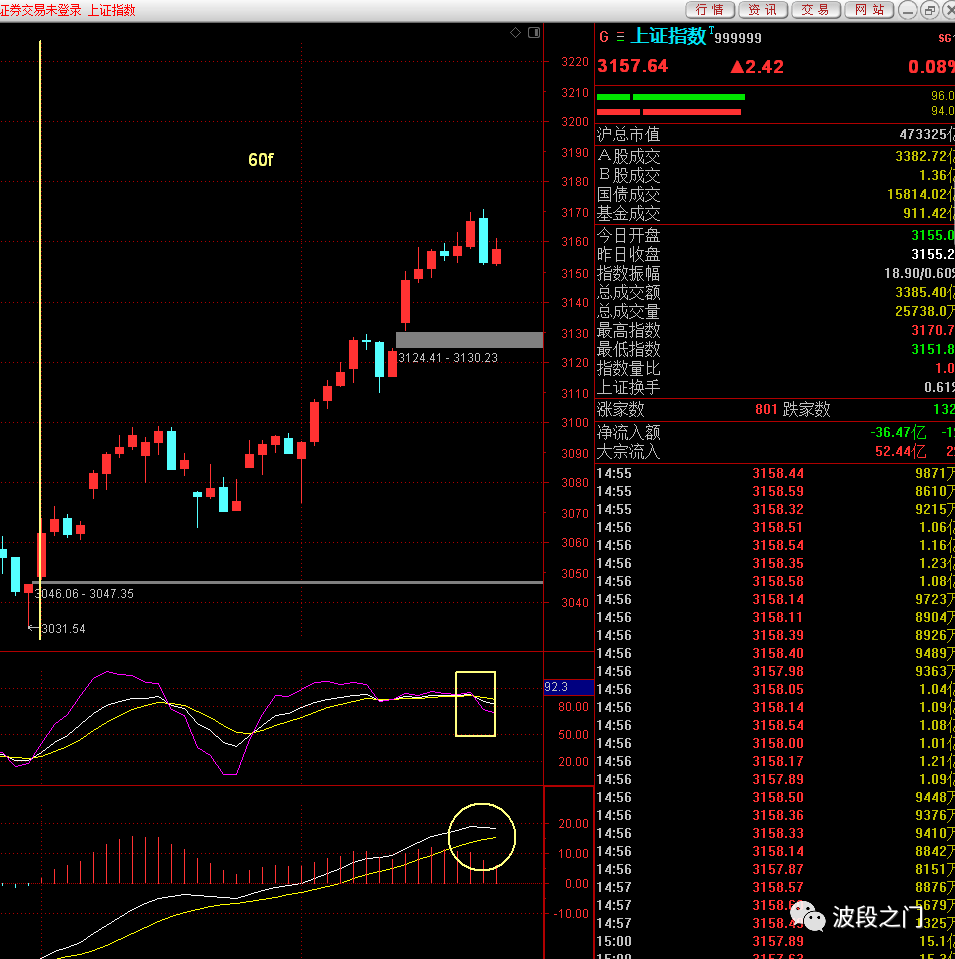 证券交易未登录 上证指数
行情 资讯 交易 网站
G 上证指数T999999
3157.64 ▲2.42 0.08%
96.0
94.0
沪总市值 473325亿
A股成交 3382.72亿
B股成交 1.36亿
国债成交 15814.02亿
基金成交 911.42亿
今日开盘 3155.0
昨日收盘 3155.2
指数振幅 18.90/0.60%
总成交额 3385.40亿
总成交量 25738.0万
最高指数 3170.7
最低指数 3151.8
指数量比 1.0
上证换手 0.61%
涨家数 801 跌家数 132
净流入额 -36.47亿 -1
大宗流入 52.44亿 2
14:55 3158.44 9871万
14:55 3158.59 8610万
14:55 3158.32 9215万
14:56 3158.51 1.06亿
14:56 3158.54 1.16亿
14:56 3158.35 1.23亿
14:56 3158.58 1.08亿
14:56 3158.14 9723万
14:56 3158.11 8904万
14:56 3158.39 8926万
14:56 3158.40 9489万
14:56 3157.98 9363万
14:56 3158.05 1.04亿
14:56 3158.14 1.09亿
14:56 3158.54 1.08亿
14:56 3158.00 1.01亿
14:56 3158.17 1.21亿
14:56 3157.89 1.09亿
14:56 3158.50 9448万
14:56 3158.36 9376万
14:56 3158.33 9410万
14:56 3158.14 8842万
14:56 3157.87 8151万
14:57 3158.57 8876万
14:57 5679万
14:57 1325万
15:00 3157.89 15.1亿
波段之门
60f
3124.41 - 3130.23
3046.06 - 3047.35
3031.54
3220
3210
3200
3190
3180
3170
3160
3150
3140
3130
3120
3110
3100
3090
3080
3070
3060
3050
3040
92.3
80.00
50.00
20.00
20.00
10.00
0.00
-10.00